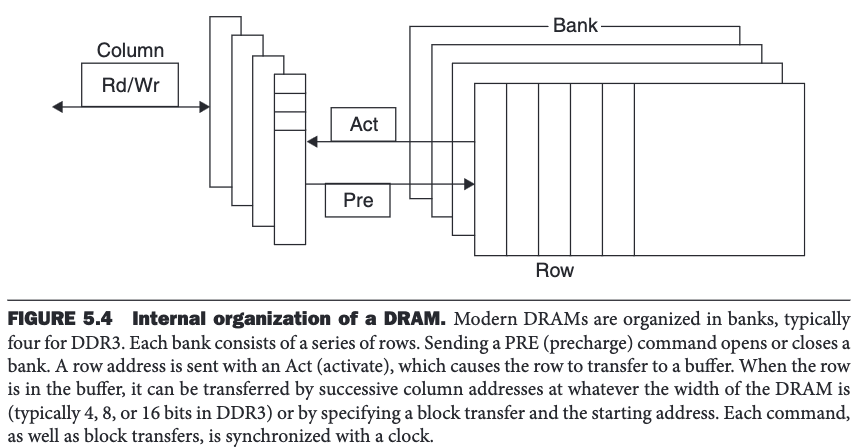 Bank
Column
Rd/Wr
Act
Pre
Row
FIGURE 5.4 Internal organization of a DRAM. Modern DRAMs are organized in banks, typically
four for DDR3. Each bank consists of a series of rows. Sending a PRE (precharge) command opens or closes a
bank. A row address is sent with an Act (activate), which causes the row to transfer to a buffer. When the row
is in the buffer, it can be transferred by successive column addresses at whatever the width of the DRAM is
(typically 4, 8, or 16 bits in DDR3) or by specifying a block transfer and the starting address. Each command,
as well as block transfers, is synchronized with a clock.